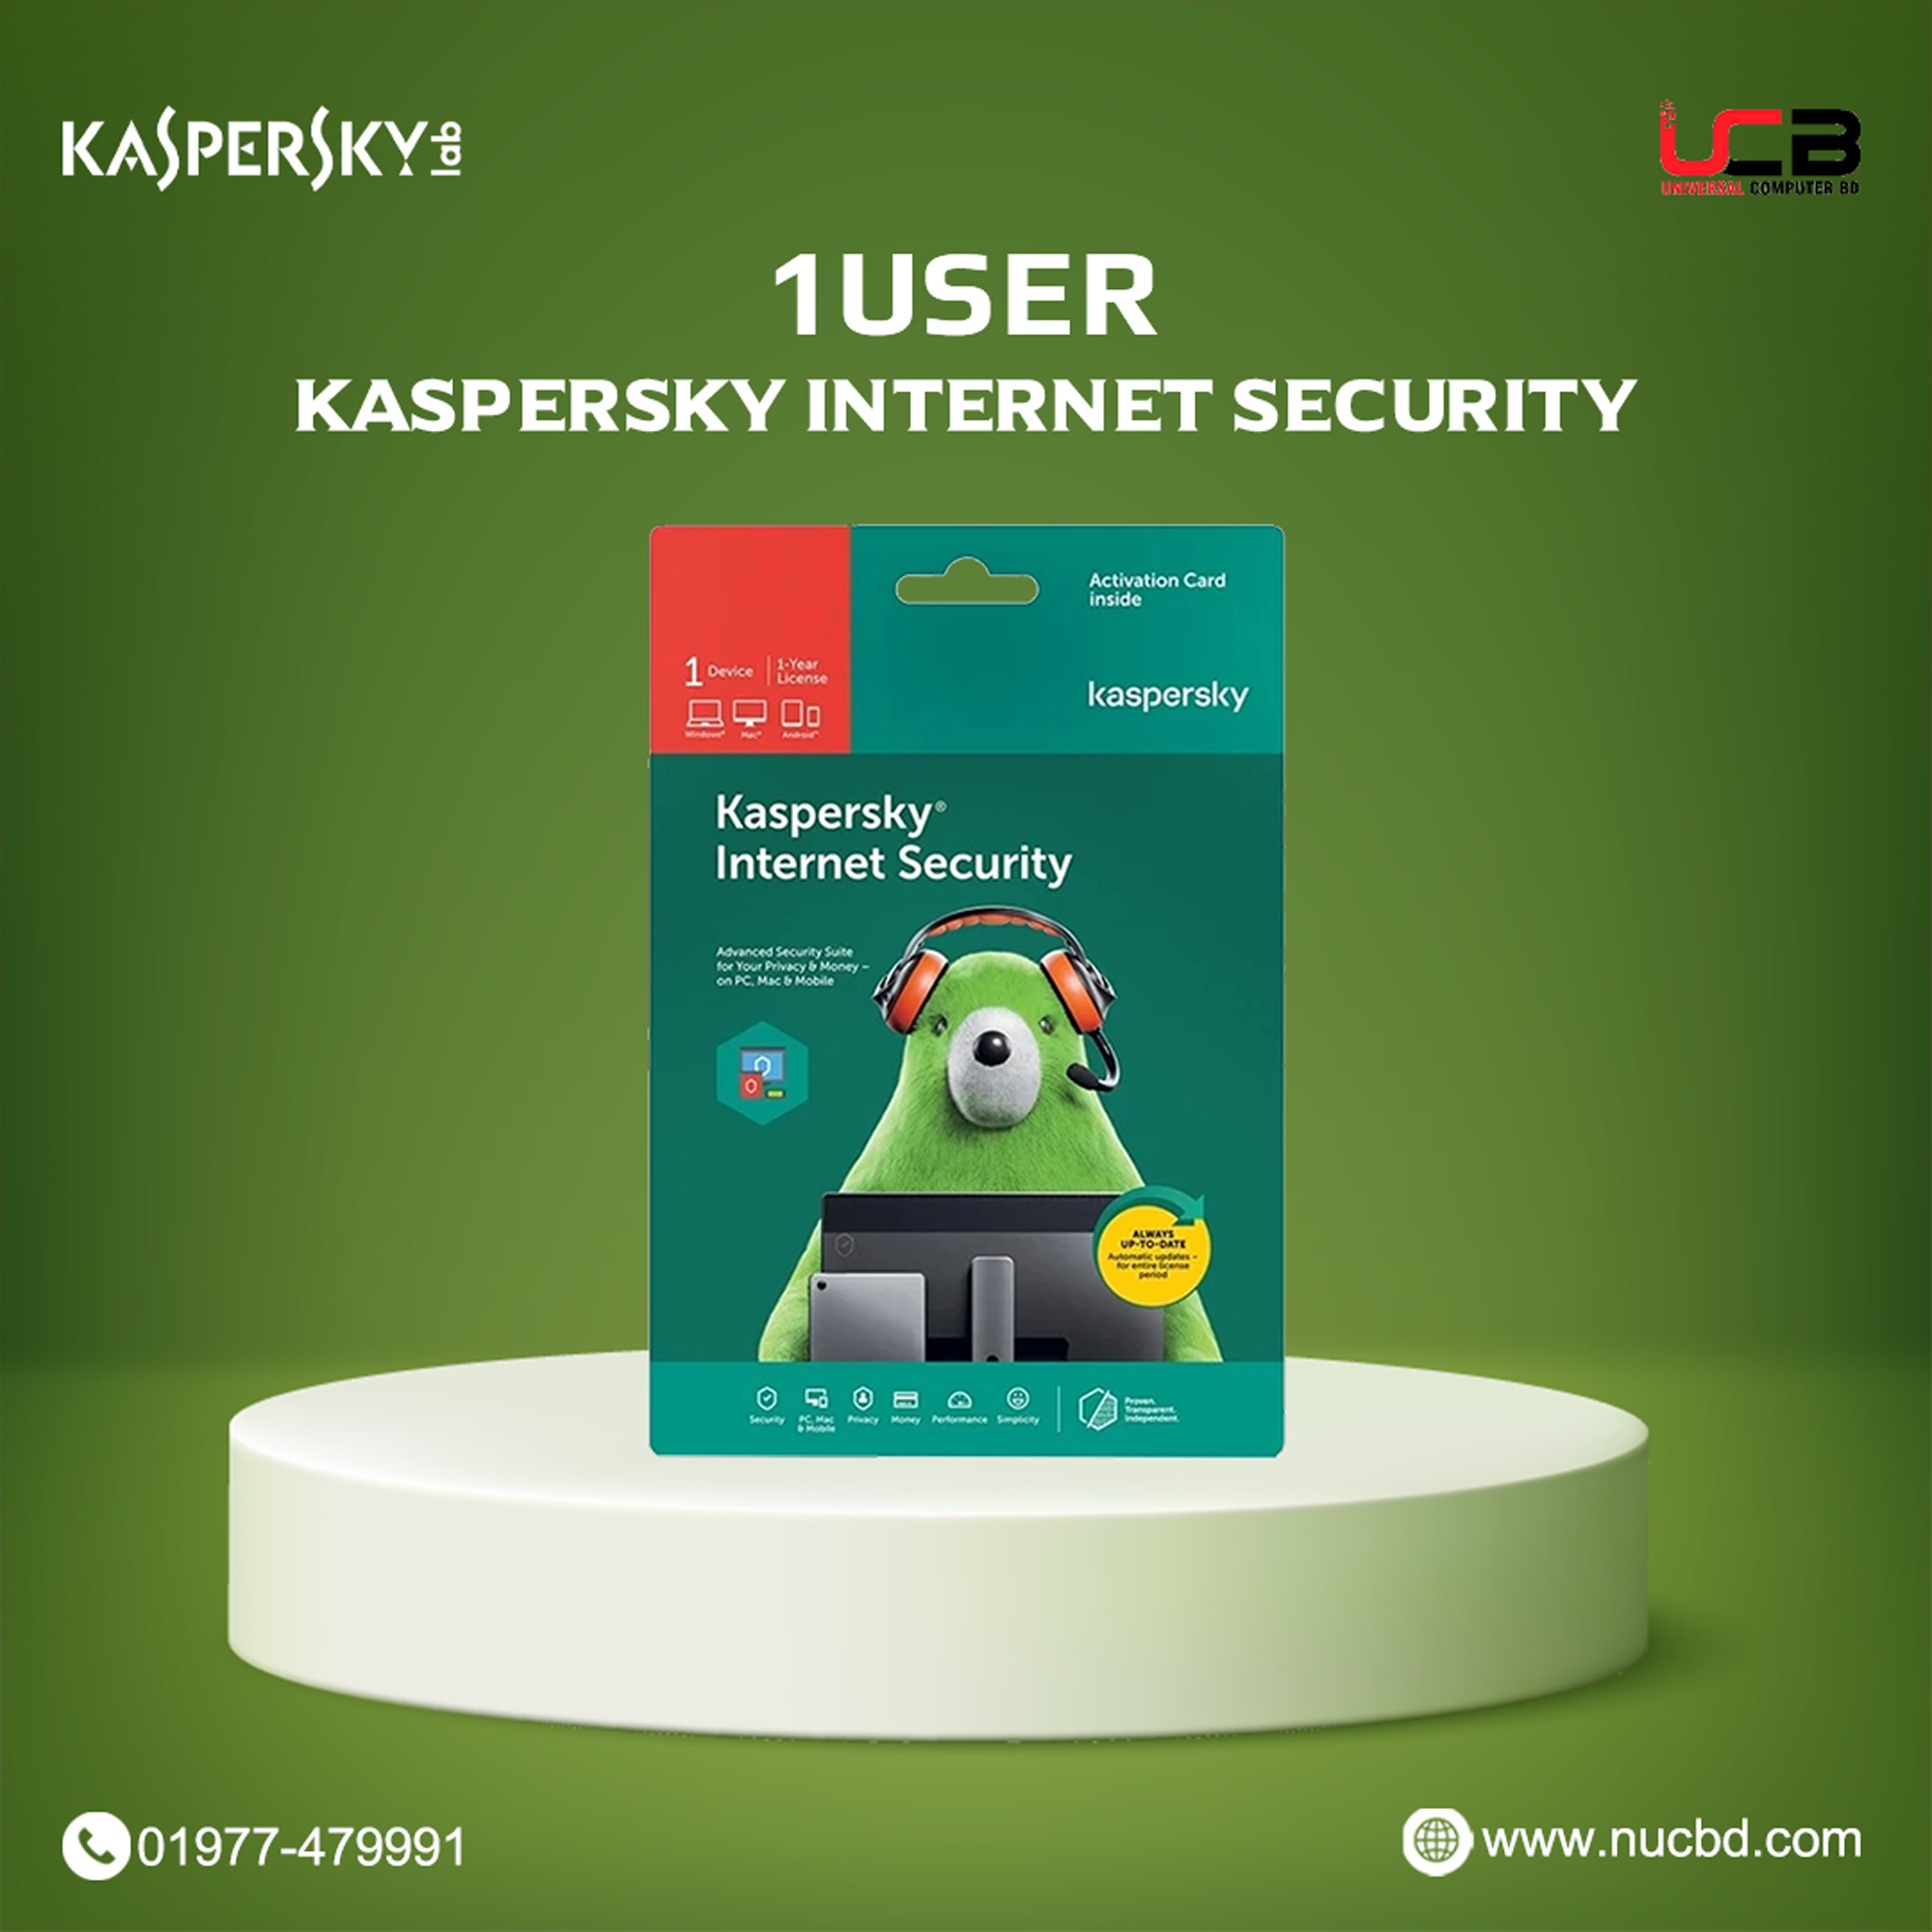 KASPERSKY lab
UCB
UNIVERSAL COMPUTER BD
1USER
KASPERSKY INTERNET SECURITY
Activation Card
inside
1 Device
1-Year
License
Windows® Mac® Android™
kaspersky
Kaspersky®
Internet Security
Advanced Security Suite
for Your Privacy & Money –
on PC, Mac & Mobile
ALWAYS
UP-TO-DATE
Automatic updates –
for entire license
period
Security
PC, Mac
& Mobile
Privacy
Money
Performance
Simplicity
Proven.
Transparent.
Independent.
01977-479991
www.nucbd.com